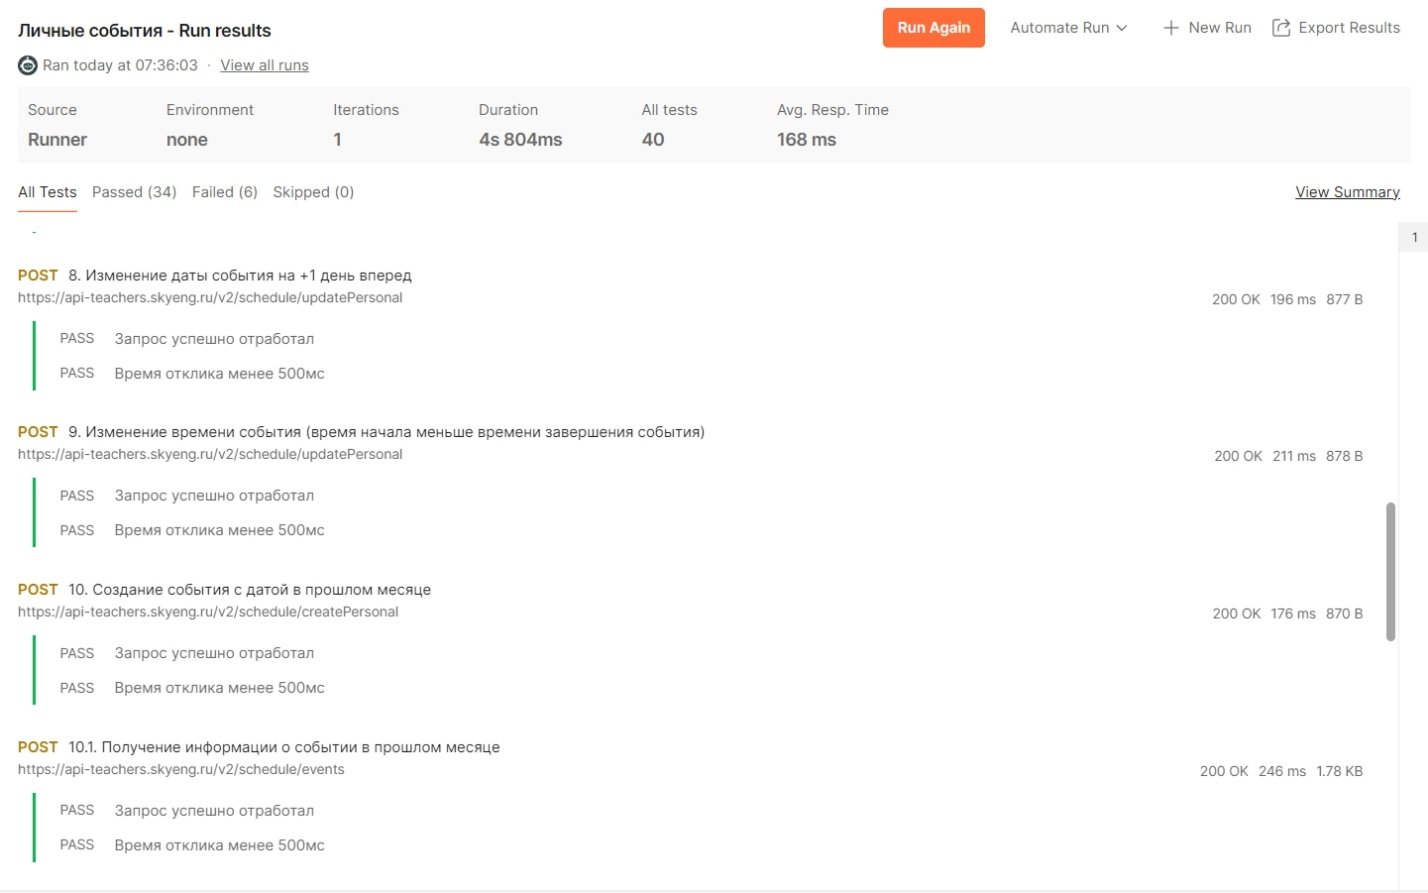 Личные события - Run results
Run Again Automate Run New Run Export Results
Ran today at 07:36:03 · View all runs
Source Environment Iterations Duration All tests Avg. Resp. Time
Runner none 1 4s 804ms 40 168 ms
All Tests Passed (34) Failed (6) Skipped (0) View Summary
1
POST 8. Изменение даты события на +1 день вперед
https://api-teachers.skyeng.ru/v2/schedule/updatePersonal 200 OK 196 ms 877 B
PASS Запрос успешно отработал
PASS Время отклика менее 500мс
POST 9. Изменение времени события (время начала меньше времени завершения события)
https://api-teachers.skyeng.ru/v2/schedule/updatePersonal 200 OK 211 ms 878 B
PASS Запрос успешно отработал
PASS Время отклика менее 500мс
POST 10. Создание события с датой в прошлом месяце
https://api-teachers.skyeng.ru/v2/schedule/createPersonal 200 OK 176 ms 870 B
PASS Запрос успешно отработал
PASS Время отклика менее 500мс
POST 10.1. Получение информации о событии в прошлом месяце
https://api-teachers.skyeng.ru/v2/schedule/events 200 OK 246 ms 1.78 KB
PASS Запрос успешно отработал
PASS Время отклика менее 500мс